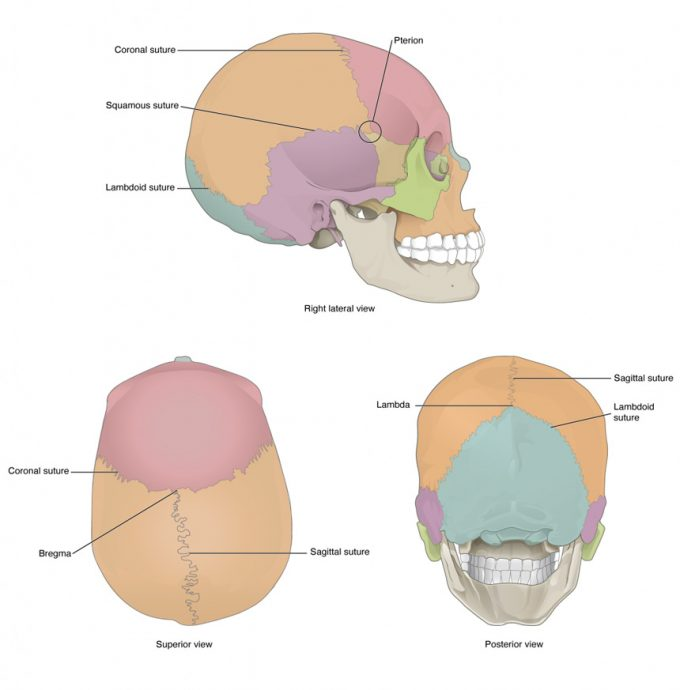 Pterion
Coronal suture
Squamous suture
Lambdoid suture
Right lateral view
Sagittal suture
Lambda
Lambdoid
suture
Coronal suture
Bregma
Sagittal suture
Superior view
Posterior view